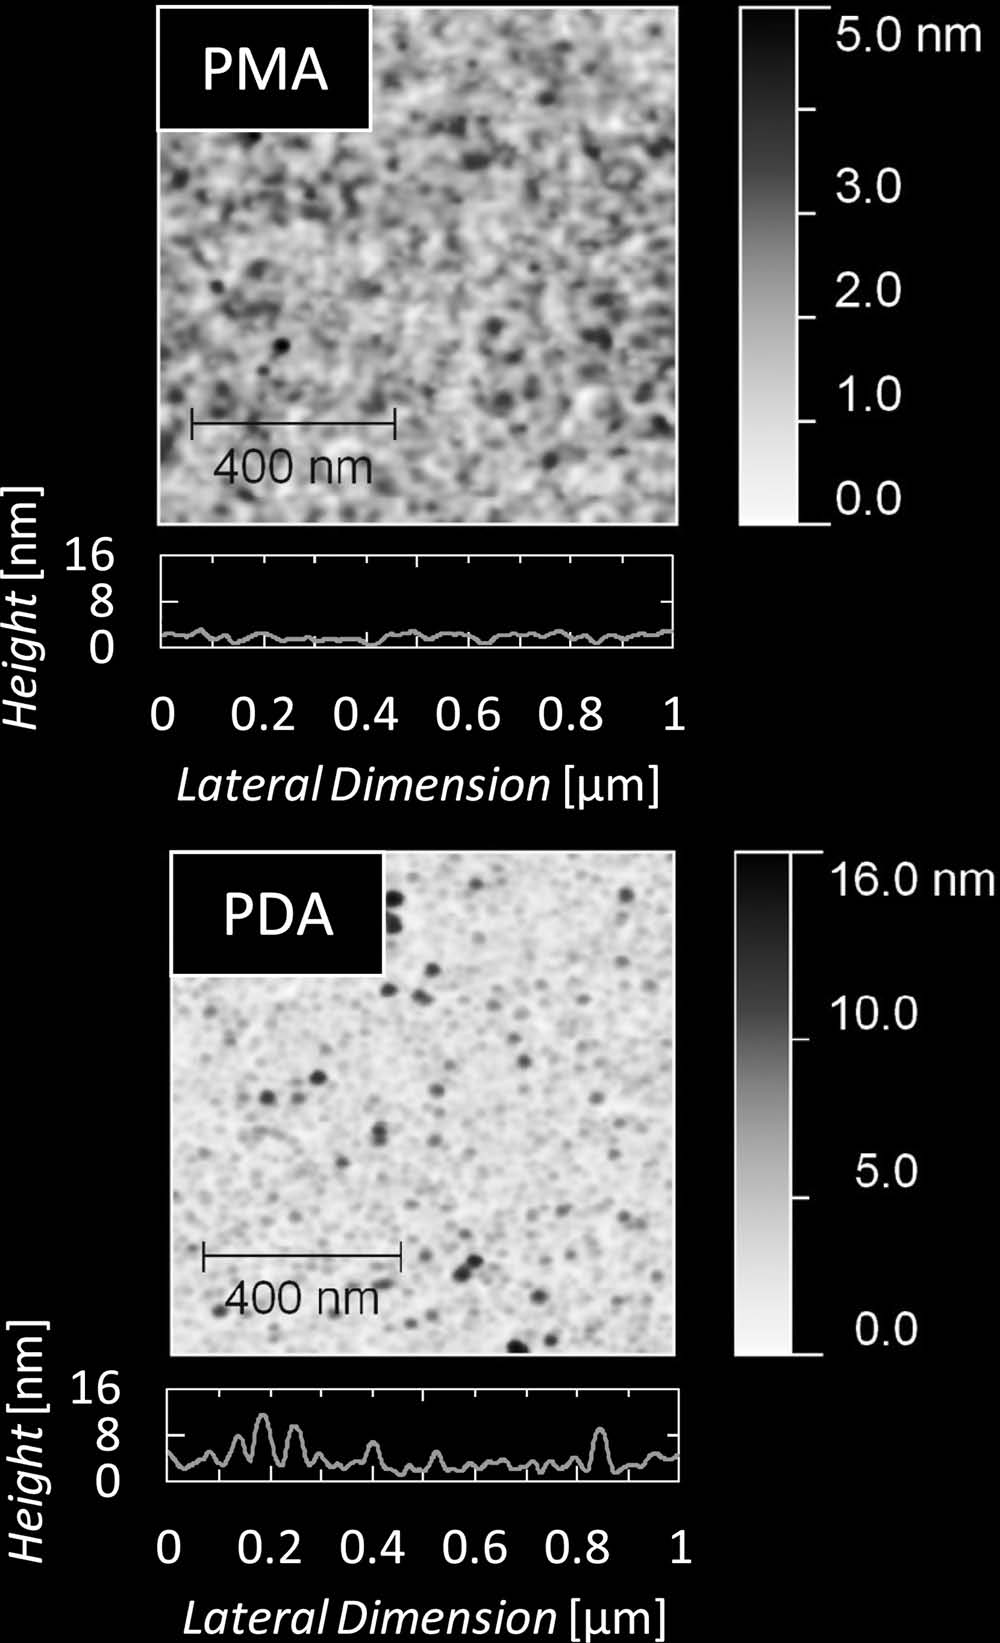 PMA
5.0 nm
3.0
2.0
1.0
0.0
400 nm
Height [nm]
16
8
0
0 0.2 0.4 0.6 0.8 1
Lateral Dimension [µm]
PDA
16.0 nm
10.0
5.0
0.0
400 nm
Height [nm]
16
8
0
0 0.2 0.4 0.6 0.8 1
Lateral Dimension [µm]